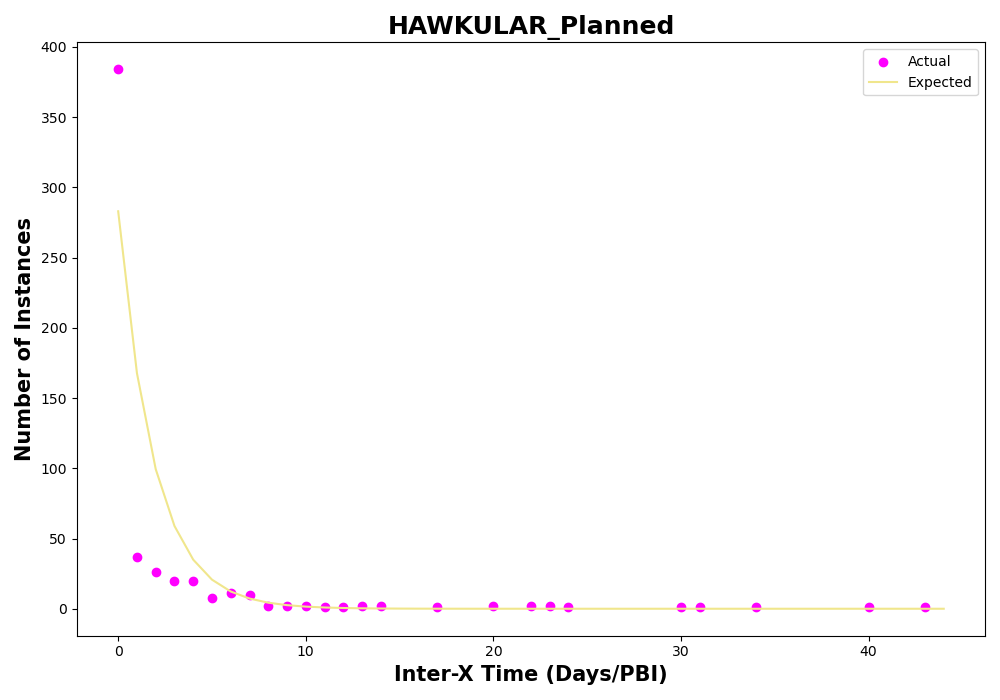 HAWKULAR_Planned
Actual
Expected
Number of Instances
400
350
300
250
200
150
100
50
0
0 10 20 30 40
Inter-X Time (Days/PBI)